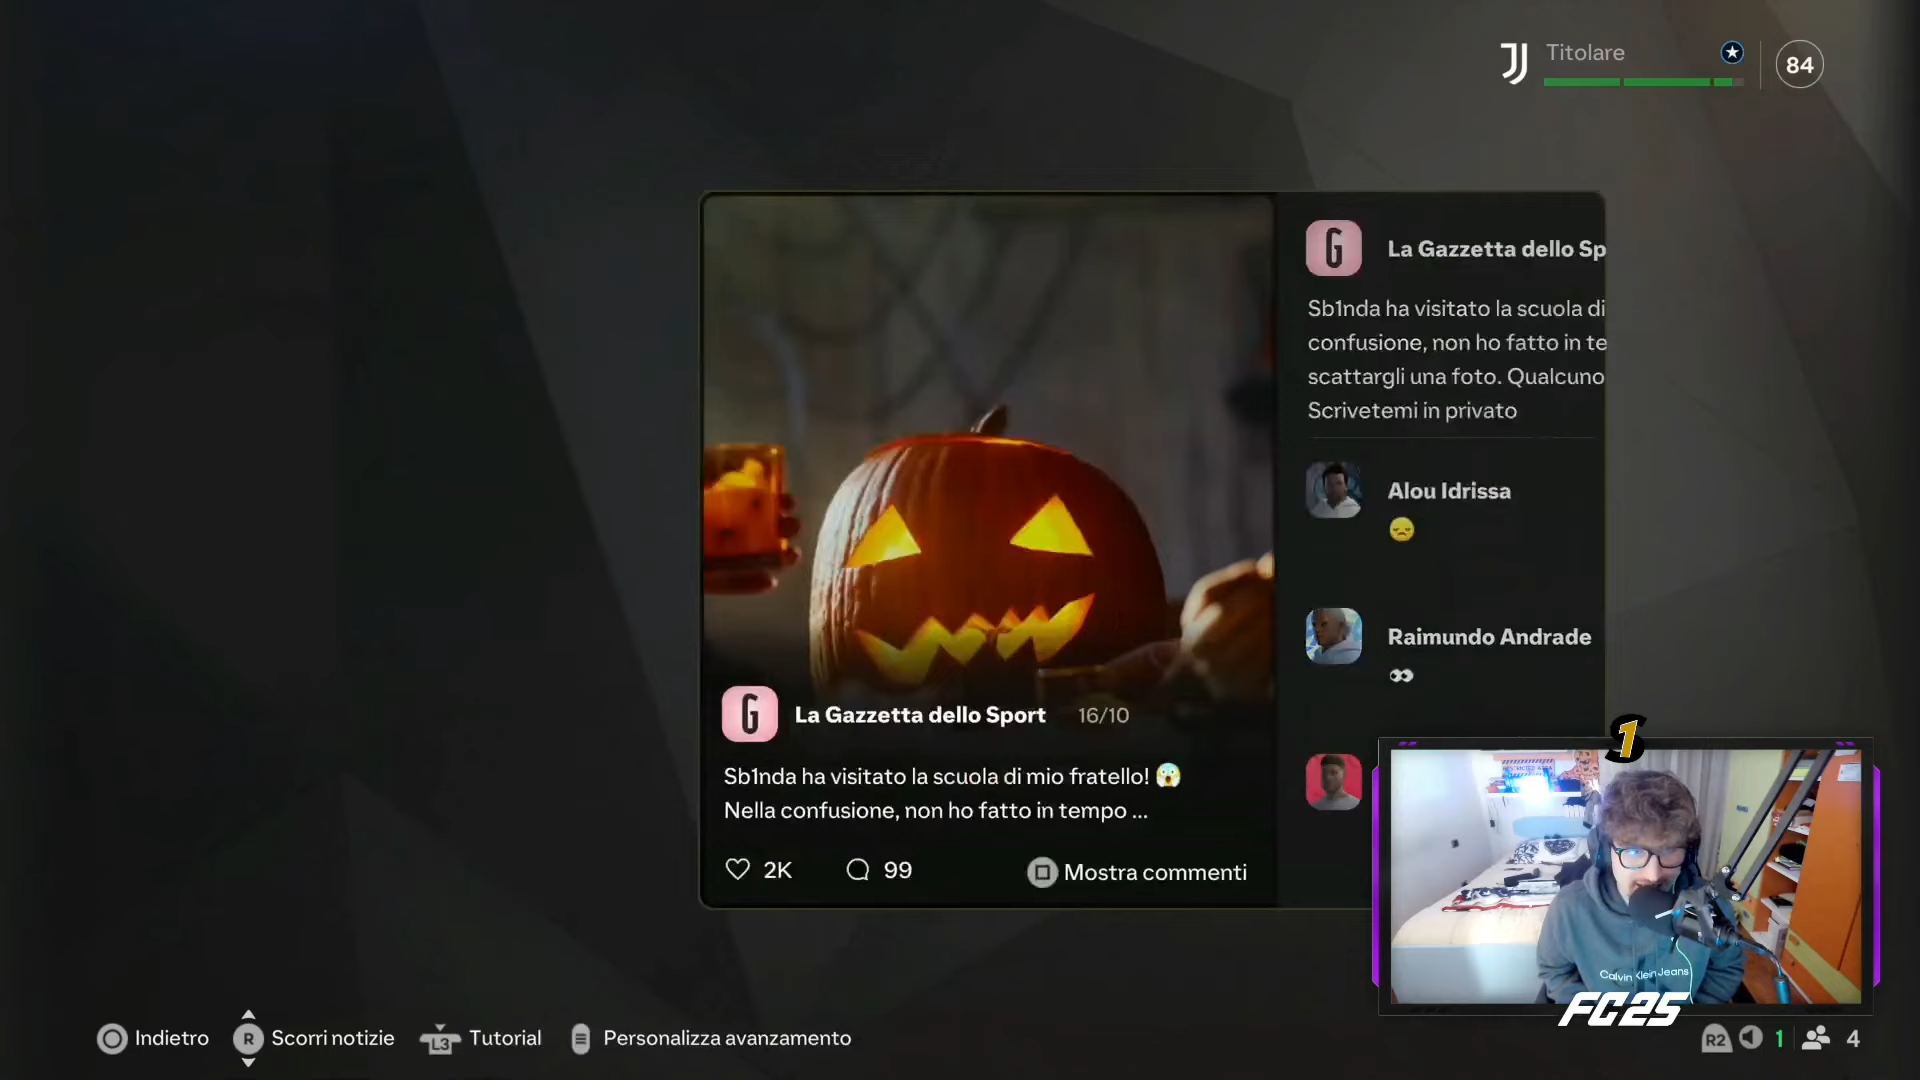 Titolare
84
La Gazzetta dello Sp
Sb1nda ha visitato la scuola di
confusione, non ho fatto in te
scattargli una foto. Qualcuno
Scrivetemi in privato
Alou Idrissa
Raimundo Andrade
G La Gazzetta dello Sport 16/10
Sb1nda ha visitato la scuola di mio fratello! 😱
Nella confusione, non ho fatto in tempo ...
2K 99 Mostra commenti
1
Calvin Klein Jeans
FC25
Indietro R Scorri notizie L3 Tutorial Personalizza avanzamento
R2 1 4